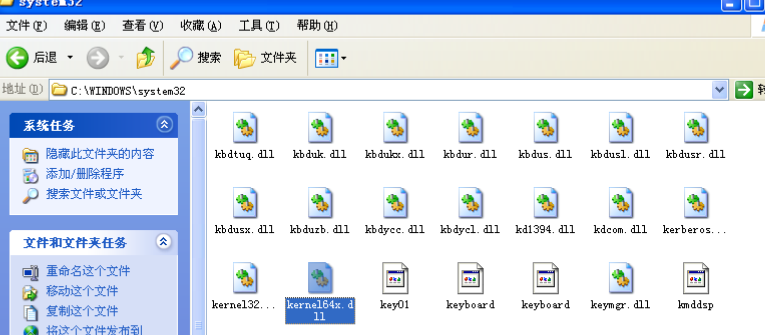 system32
文件(F) 编辑(E) 查看(V) 收藏(A) 工具(T) 帮助(H)
后退 搜索 文件夹
地址(D) C:\WINDOWS\system32 转
系统任务
隐藏此文件夹的内容
添加/删除程序
搜索文件或文件夹
文件和文件夹任务
重命名这个文件
移动这个文件
复制这个文件
将这个文件发布到
kbdtuq.dll kbduk.dll kbdukx.dll kbdur.dll kbdus.dll kbdusl.dll kbdusr.dll
kbdusx.dll kbduzb.dll kbdycc.dll kbdycl.dll kd1394.dll kdcom.dll kerberos...
kernel32... kernel64x.d key01 keyboard keyboard keymgr.dll kmddsp
ll